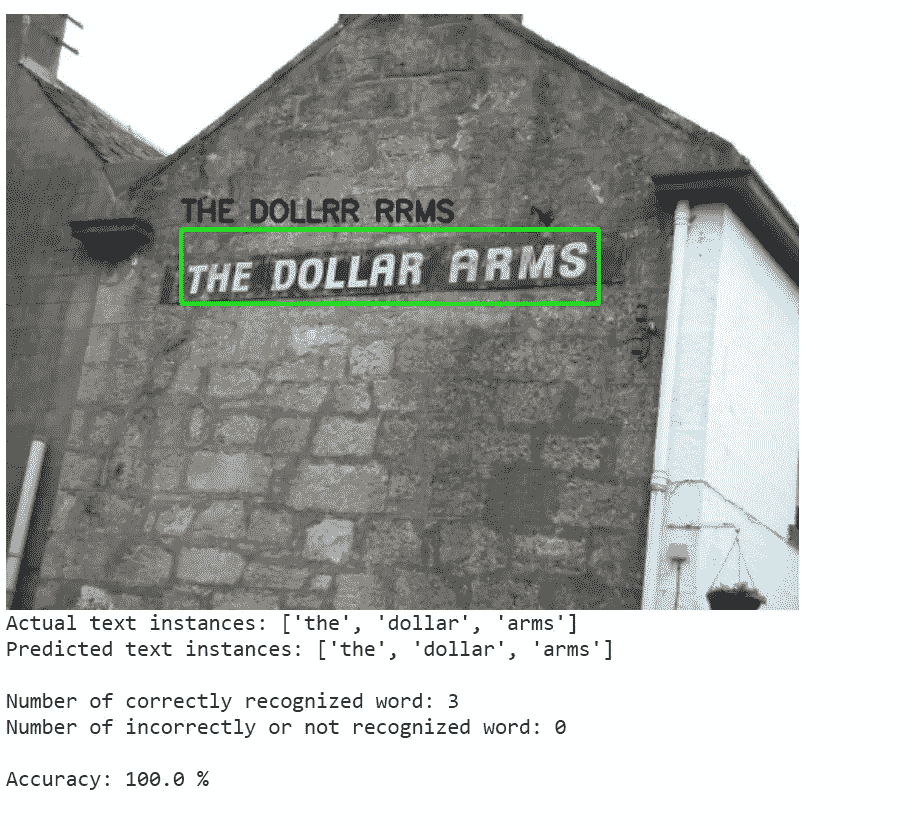 THE DOLLRR RRMS
THE DOLLAR ARMS
Actual text instances: ['the', 'dollar', 'arms']
Predicted text instances: ['the', 'dollar', 'arms']
Number of correctly recognized word: 3
Number of incorrectly or not recognized word: 0
Accuracy: 100.0 %